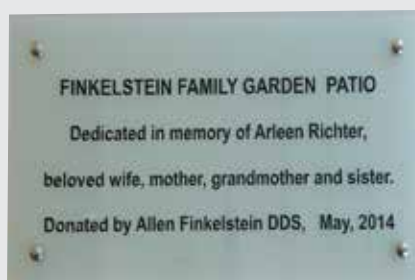 FINKELSTEIN FAMILY GARDEN PATIO
Dedicated in memory of Arleen Richter,
beloved wife, mother, grandmother and sister.
Donated by Allen Finkelstein DDS, May, 2014